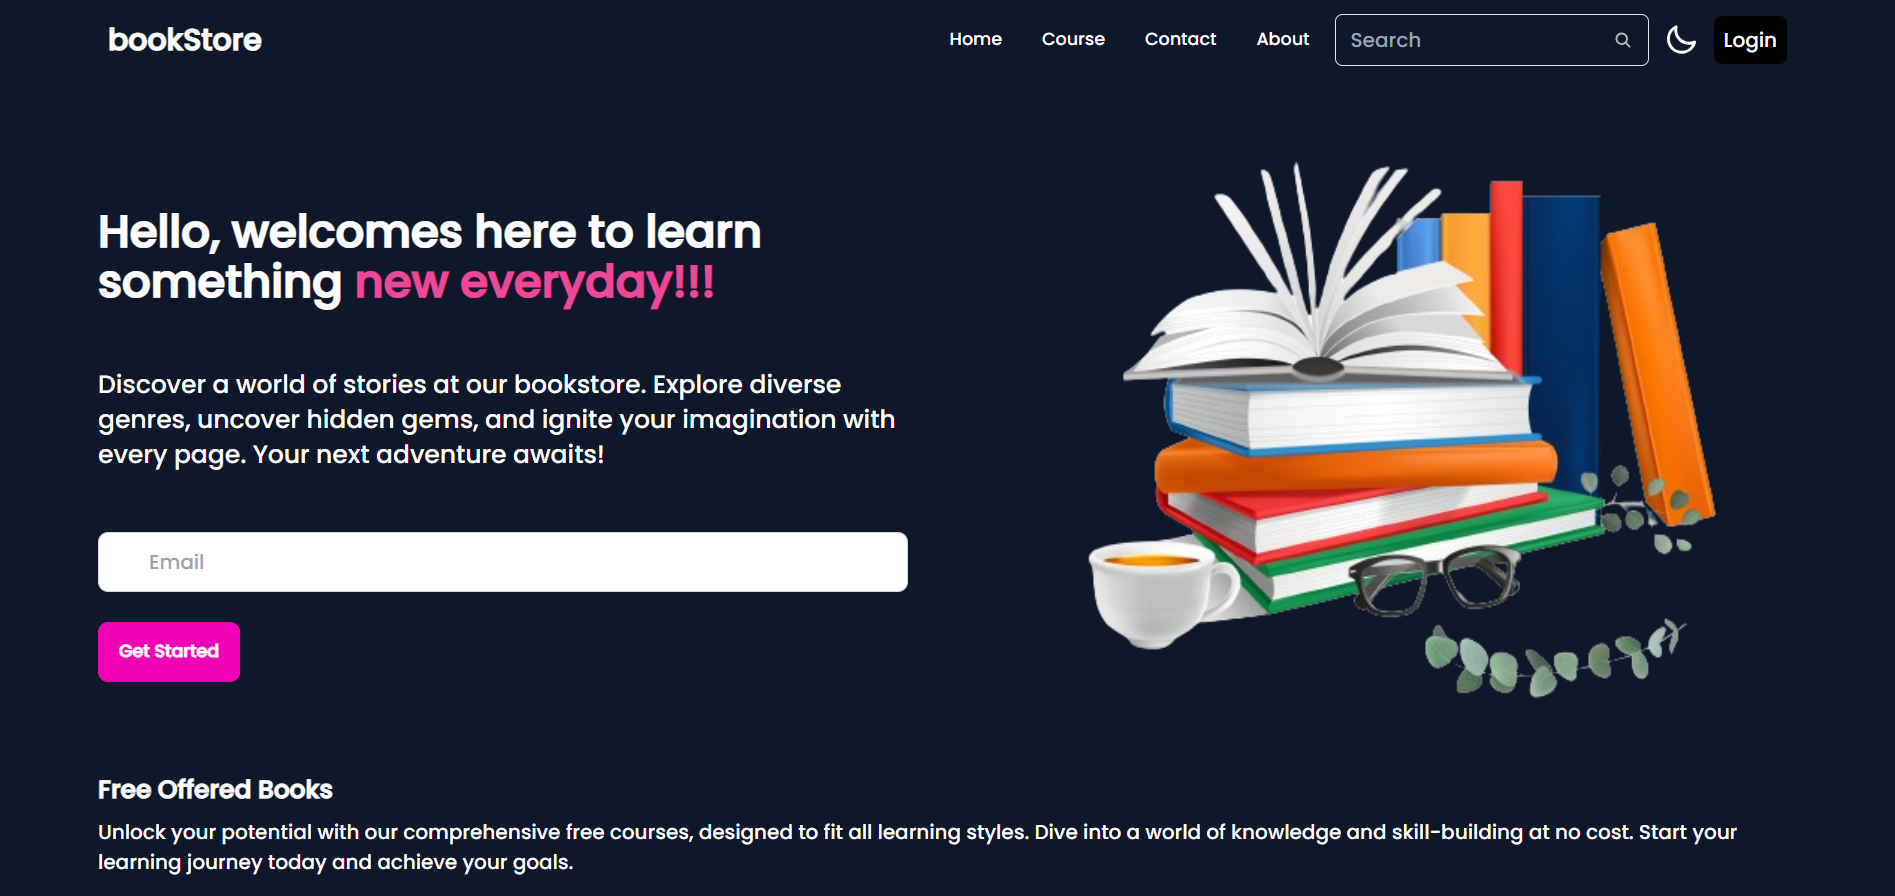 bookStore
Home
Course
Contact
About
Search
Login
Hello, welcomes here to learn
something new everyday!!!
Discover a world of stories at our bookstore. Explore diverse
genres, uncover hidden gems, and ignite your imagination with
every page. Your next adventure awaits!
Email
Get Started
Free Offered Books
Unlock your potential with our comprehensive free courses, designed to fit all learning styles. Dive into a world of knowledge and skill-building at no cost. Start your
learning journey today and achieve your goals.